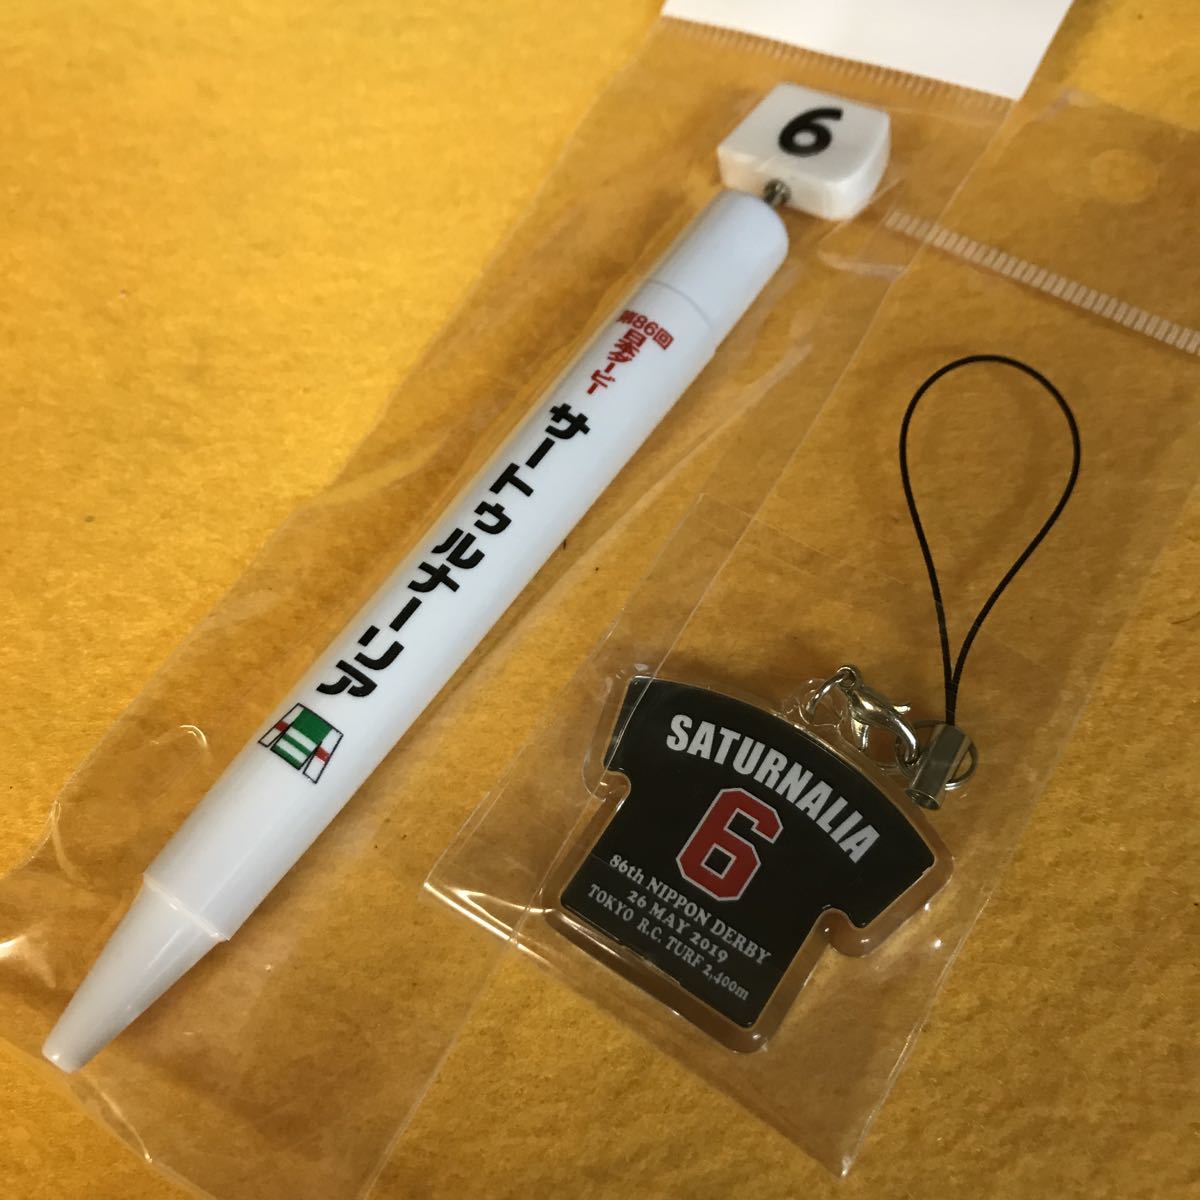 6
第86回
日本ダービー
サートゥルナーリア
SATURNALIA
6
86th NIPPON DERBY
26 MAY 2019
TOKYO R.C. TURF 2,400m